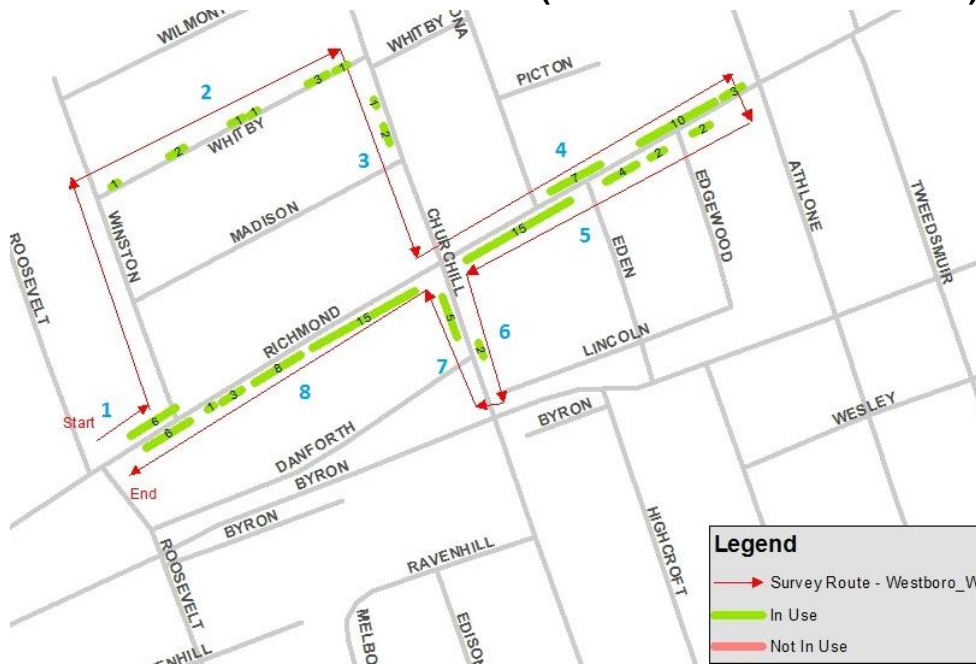 WILMONT
WHITBY
ONA
PICTON
2
3
1
1
1
WHITBY
2
1
1
2
3
4
3
10
2
7
2
4
ROOSEVELT
WINSTON
MADISON
CHURCHILL
15
5
EDEN
EDGEWOOD
ATHLONE
TWEEDSMUIR
RICHMOND
15
5
6
2
LINCOLN
7
8
3
1
8
1
Start
6
6
End
DANFORTH
BYRON
BYRON
WESLEY
BYRON
ROOSEVELT
RAVENHILL
HIGHCROFT
MELBO
EDISON
ENHILL
Legend
Survey Route - Westboro_W
In Use
Not In Use